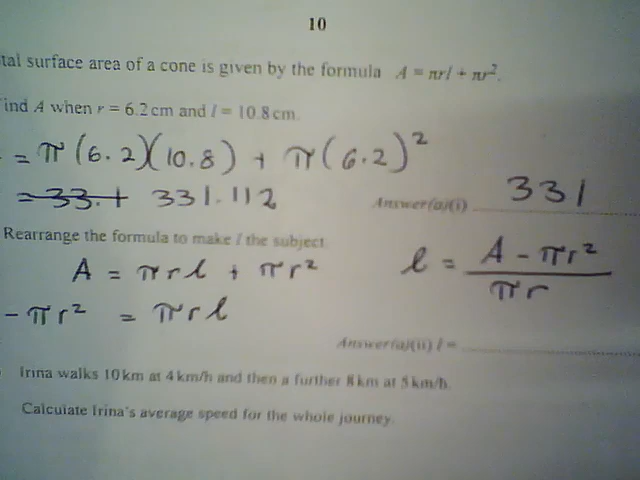 10
tal surface area of a cone is given by the formula A = πrl + πr².
ind A when r = 6.2 cm and l = 10.8 cm.
= π(6.2)(10.8) + π(6.2)²
= 33.1 331.112
Answer(a)(i) 331
Rearrange the formula to make l the subject
A = πrl + πr²
- πr² = πrl
l = A - πr² / πr
Answer(a)(ii) l =
Irina walks 10 km at 4 km/h and then a further 8 km at 5 km/h.
Calculate Irina's average speed for the whole journey.